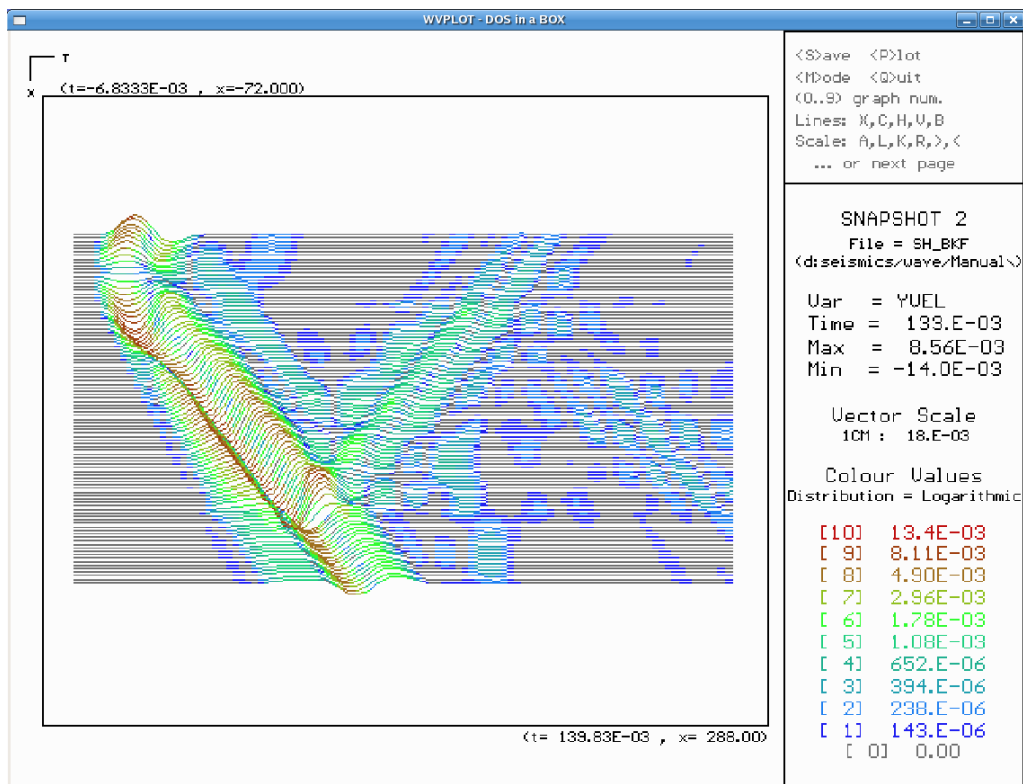 WVPLOT - DOS in a BOX
T
x
(t=-6.8333E-03 , x=-72.000)
(t= 139.83E-03 , x= 288.00)
<S>ave <P>lot
<M>ode <Q>uit
(0..9) graph num.
Lines: X,C,H,V,B
Scale: A,L,K,R,>,<
... or next page
SNAPSHOT 2
File = SH_BKF
(d:seismics/wave/Manual\)
Var = YVEL
Time = 133.E-03
Max = 8.56E-03
Min = -14.0E-03
Vector Scale
1CM : 18.E-03
Colour Values
Distribution = Logarithmic
[10] 13.4E-03
[ 9] 8.11E-03
[ 8] 4.90E-03
[ 7] 2.96E-03
[ 6] 1.78E-03
[ 5] 1.08E-03
[ 4] 652.E-06
[ 3] 394.E-06
[ 2] 238.E-06
[ 1] 143.E-06
[ 0] 0.00